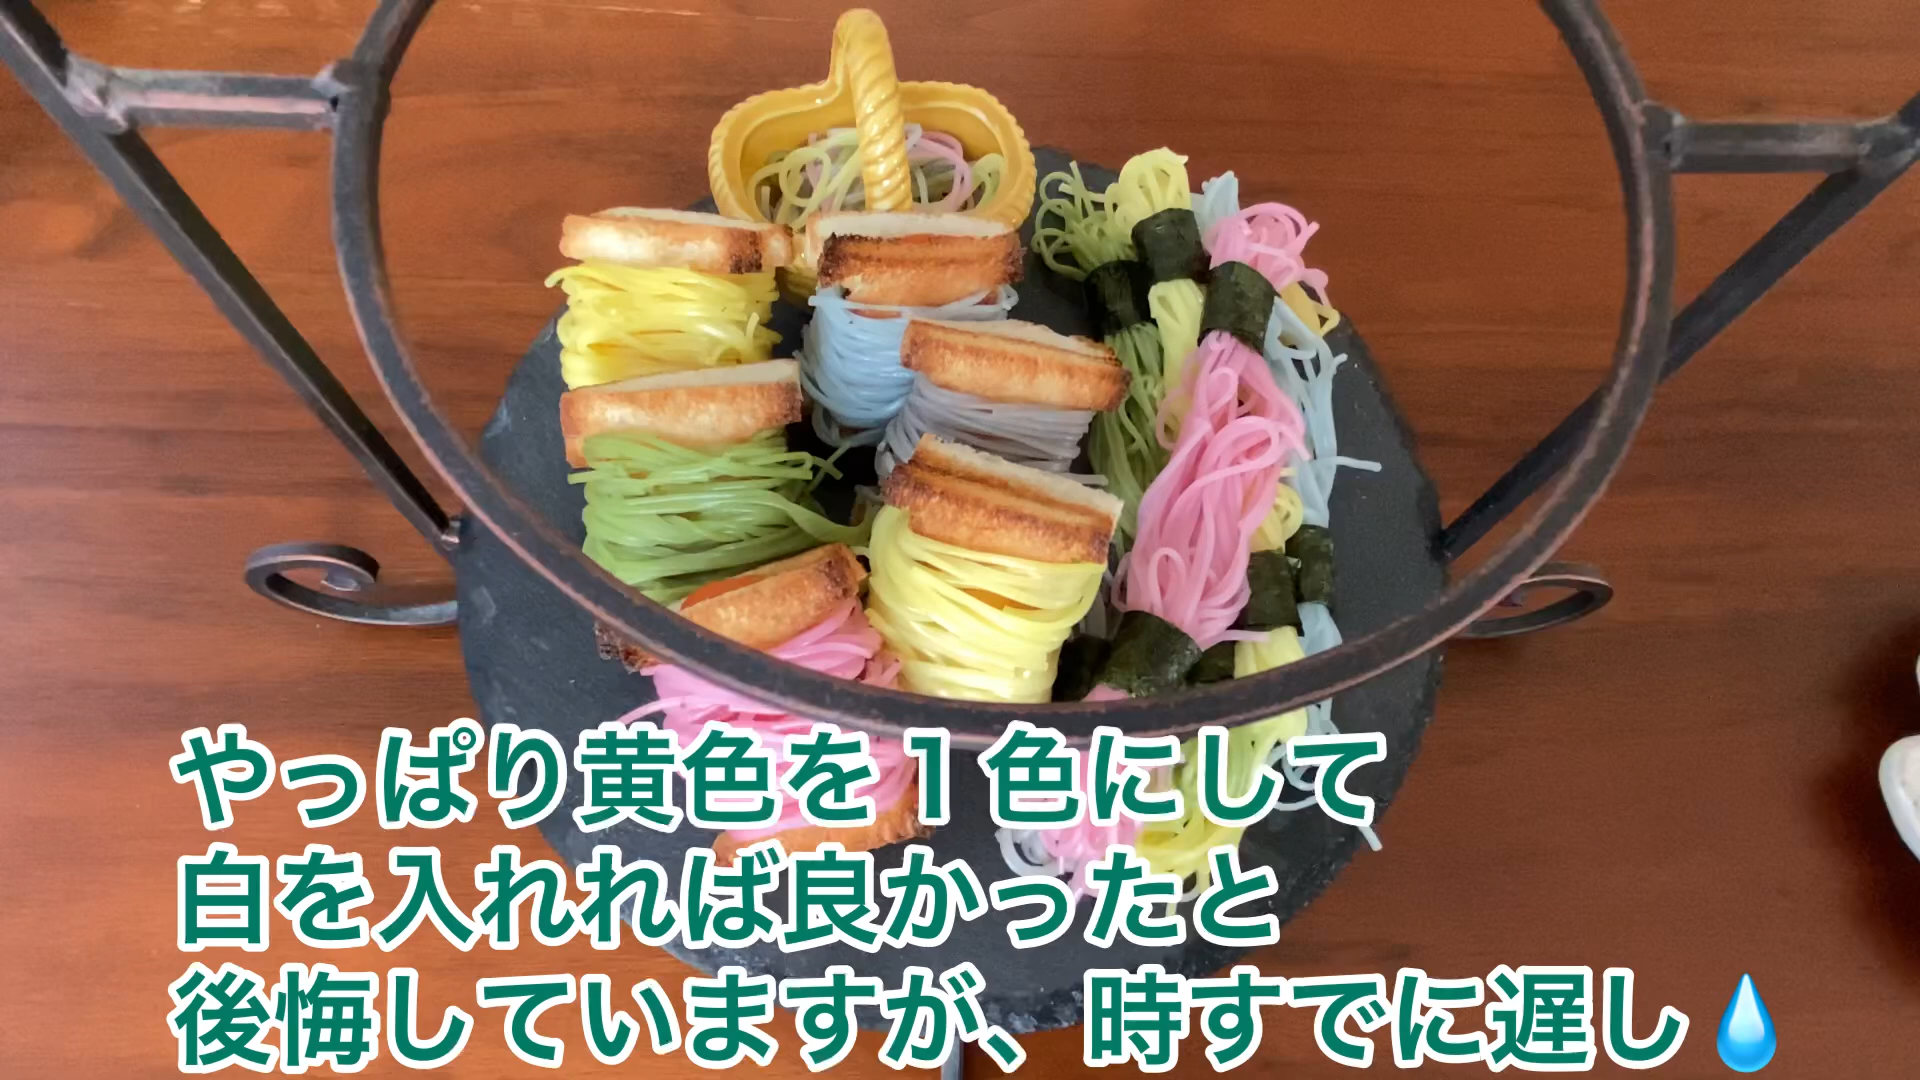 やっぱり黄色を１色にして
白を入れれば良かったと
後悔していますが、時すでに遅し💧